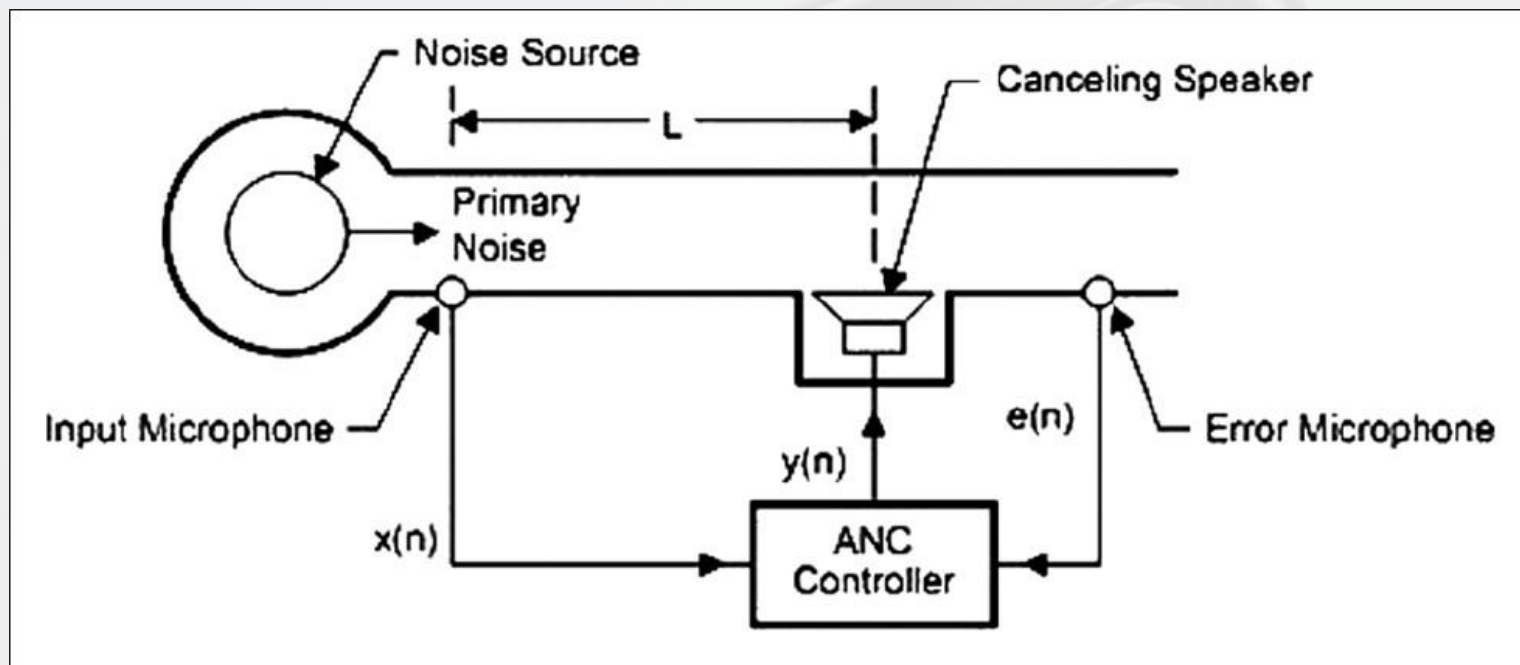 Noise Source
Canceling Speaker
L
Primary
Noise
Input Microphone
Error Microphone
e(n)
y(n)
x(n)
ANC
Controller